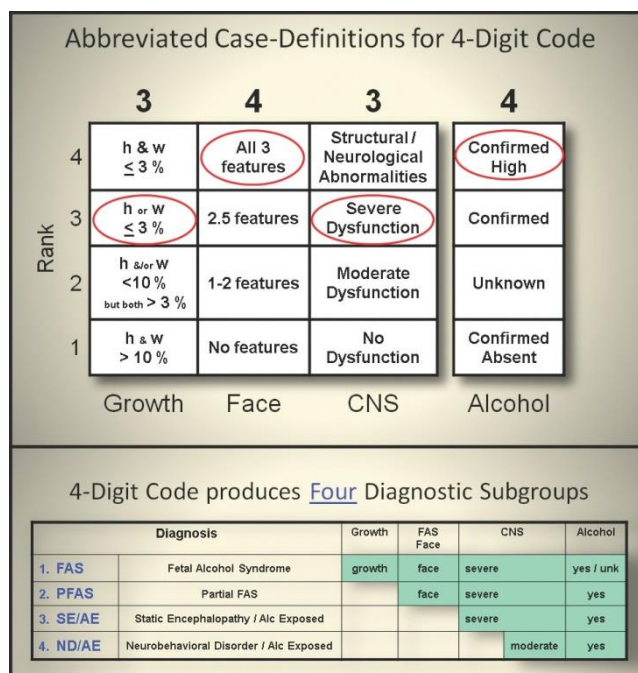 Abbreviated Case-Definitions for 4-Digit Code
3 4 3 4
Rank
4
h & w
≤ 3 %
All 3
features
Structural /
Neurological
Abnormalities
Confirmed
High
3
h or w
≤ 3 %
2.5 features
Severe
Dysfunction
Confirmed
2
h &/or w
<10 %
but both > 3 %
1-2 features
Moderate
Dysfunction
Unknown
1
h & w
> 10 %
No features
No
Dysfunction
Confirmed
Absent
Growth Face CNS Alcohol
4-Digit Code produces Four Diagnostic Subgroups
Diagnosis Growth FAS
Face CNS Alcohol
1. FAS Fetal Alcohol Syndrome growth face severe yes / unk
2. PFAS Partial FAS face severe yes
3. SE/AE Static Encephalopathy / Alc Exposed severe yes
4. ND/AE Neurobehavioral Disorder / Alc Exposed moderate yes